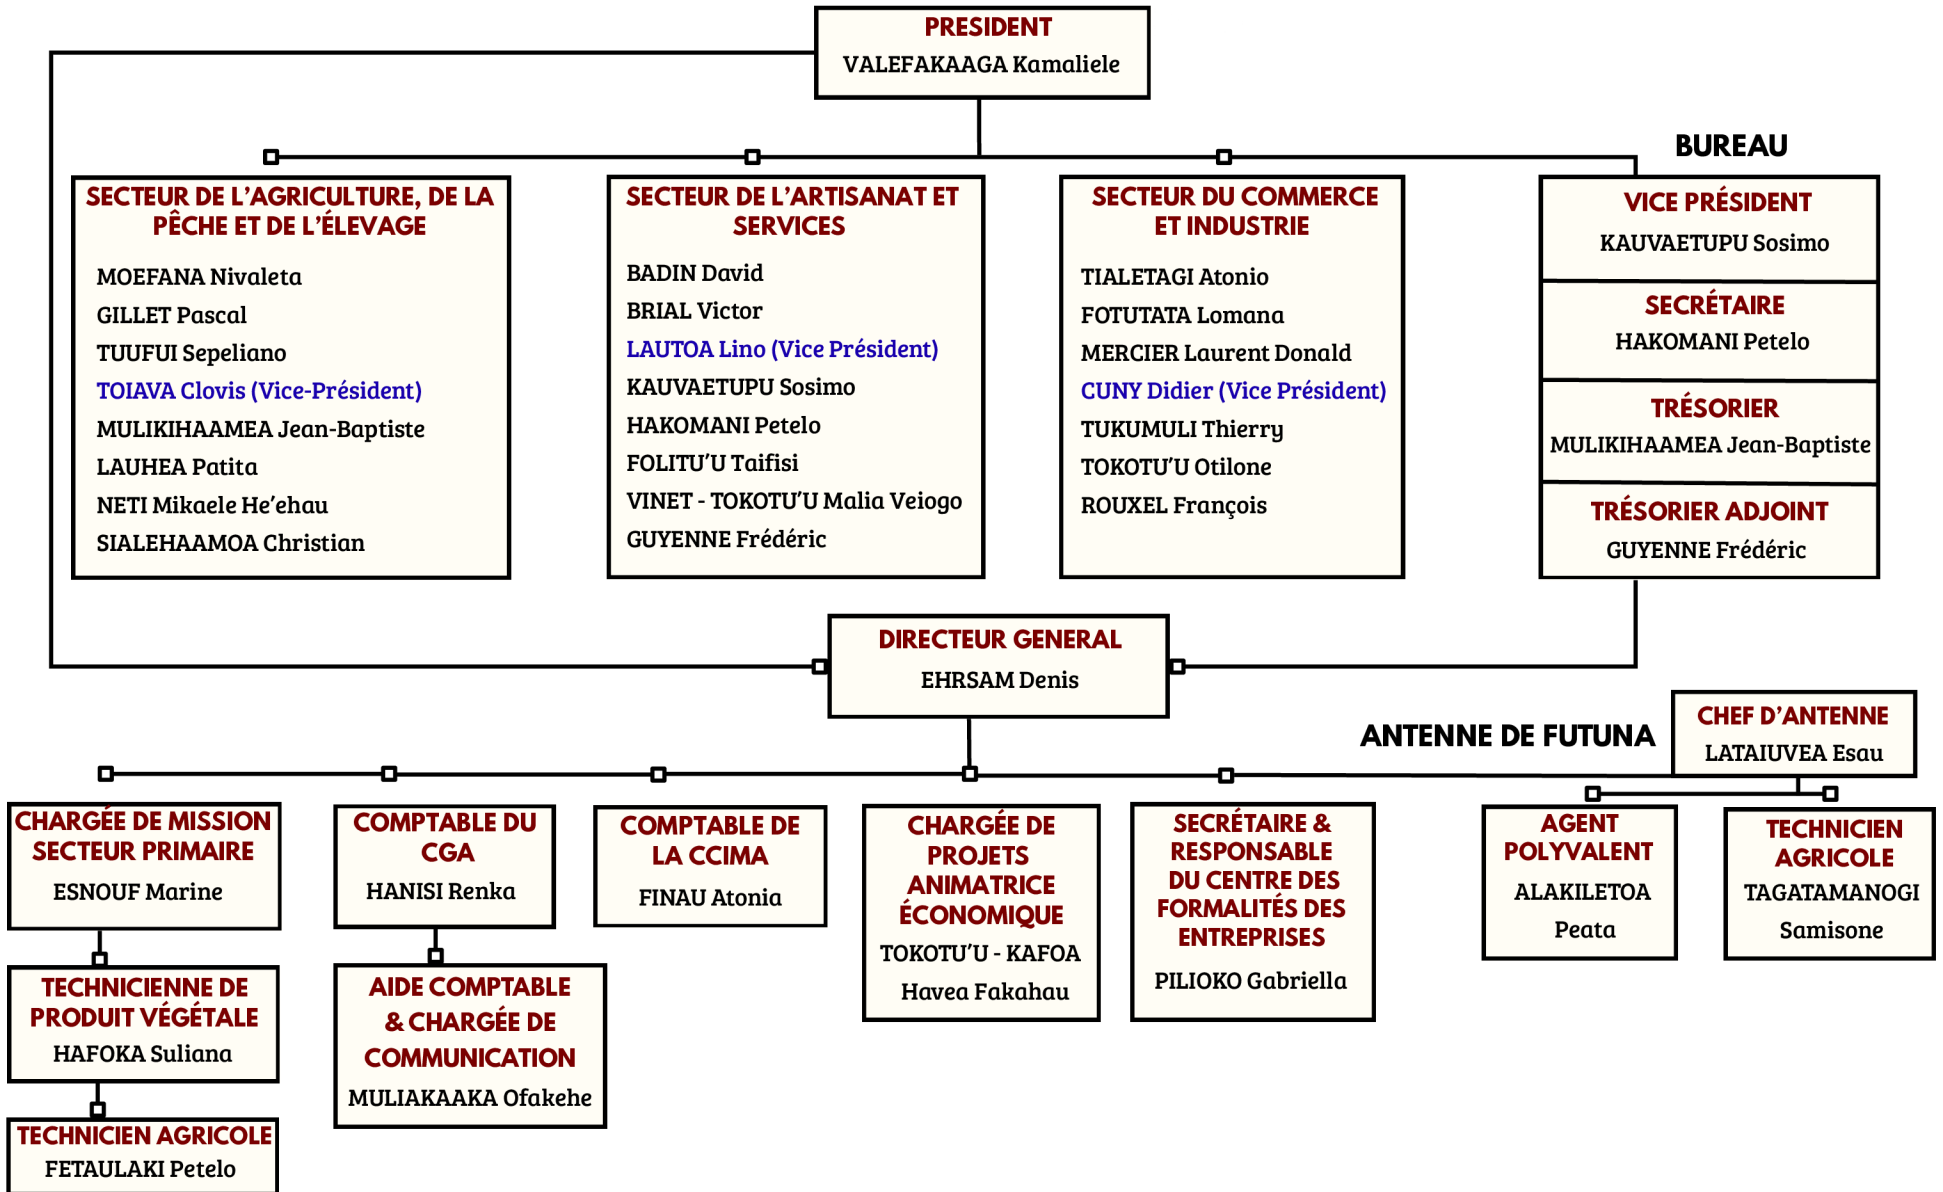 PRESIDENT
VALEFAKAAGA Kamaliele
SECTEUR DE L'AGRICULTURE, DE LA
PÊCHE ET DE L'ÉLEVAGE
MOEFANA Nivaleta
GILLET Pascal
TUUFUI Sepeliano
TOIAVA Clovis (Vice-Président)
MULIKIHAAMEA Jean-Baptiste
LAUHEA Patita
NETI Mikaele He'ehau
SIALEHAAMOA Christian
SECTEUR DE L'ARTISANAT ET
SERVICES
BADIN David
BRIAL Victor
LAUTOA Lino (Vice Président)
KAUVAETUPU Sosimo
HAKOMANI Petelo
FOLITU'U Taifisi
VINET - TOKOTU'U Malia Veiogo
GUYENNE Frédéric
SECTEUR DU COMMERCE
ET INDUSTRIE
TIALETAGI Atonio
FOTUTATA Lomana
MERCIER Laurent Donald
CUNY Didier (Vice Président)
TUKUMULI Thierry
TOKOTU'U Otilone
ROUXEL François
BUREAU
VICE PRÉSIDENT
KAUVAETUPU Sosimo
SECRÉTAIRE
HAKOMANI Petelo
TRÉSORIER
MULIKIHAAMEA Jean-Baptiste
TRÉSORIER ADJOINT
GUYENNE Frédéric
DIRECTEUR GENERAL
EHRSAM Denis
ANTENNE DE FUTUNA
CHEF D'ANTENNE
LATAIUVEA Esau
CHARGÉE DE MISSION
SECTEUR PRIMAIRE
ESNOUF Marine
TECHNICIENNE DE
PRODUIT VÉGÉTALE
HAFOKA Suliana
TECHNICIEN AGRICOLE
FETAULAKI Petelo
COMPTABLE DU
CGA
HANISI Renka
AIDE COMPTABLE
& CHARGÉE DE
COMMUNICATION
MULIAKAAKA Ofakehe
COMPTABLE DE
LA CCIMA
FINAU Atonia
CHARGÉE DE
PROJETS
ANIMATRICE
ÉCONOMIQUE
TOKOTU'U - KAFOA
Havea Fakahau
SECRÉTAIRE &
RESPONSABLE
DU CENTRE DES
FORMALITÉS DES
ENTREPRISES
PILIOKO Gabriella
AGENT
POLYVALENT
ALAKILETOA
Peata
TECHNICIEN
AGRICOLE
TAGATAMANOGI
Samisone